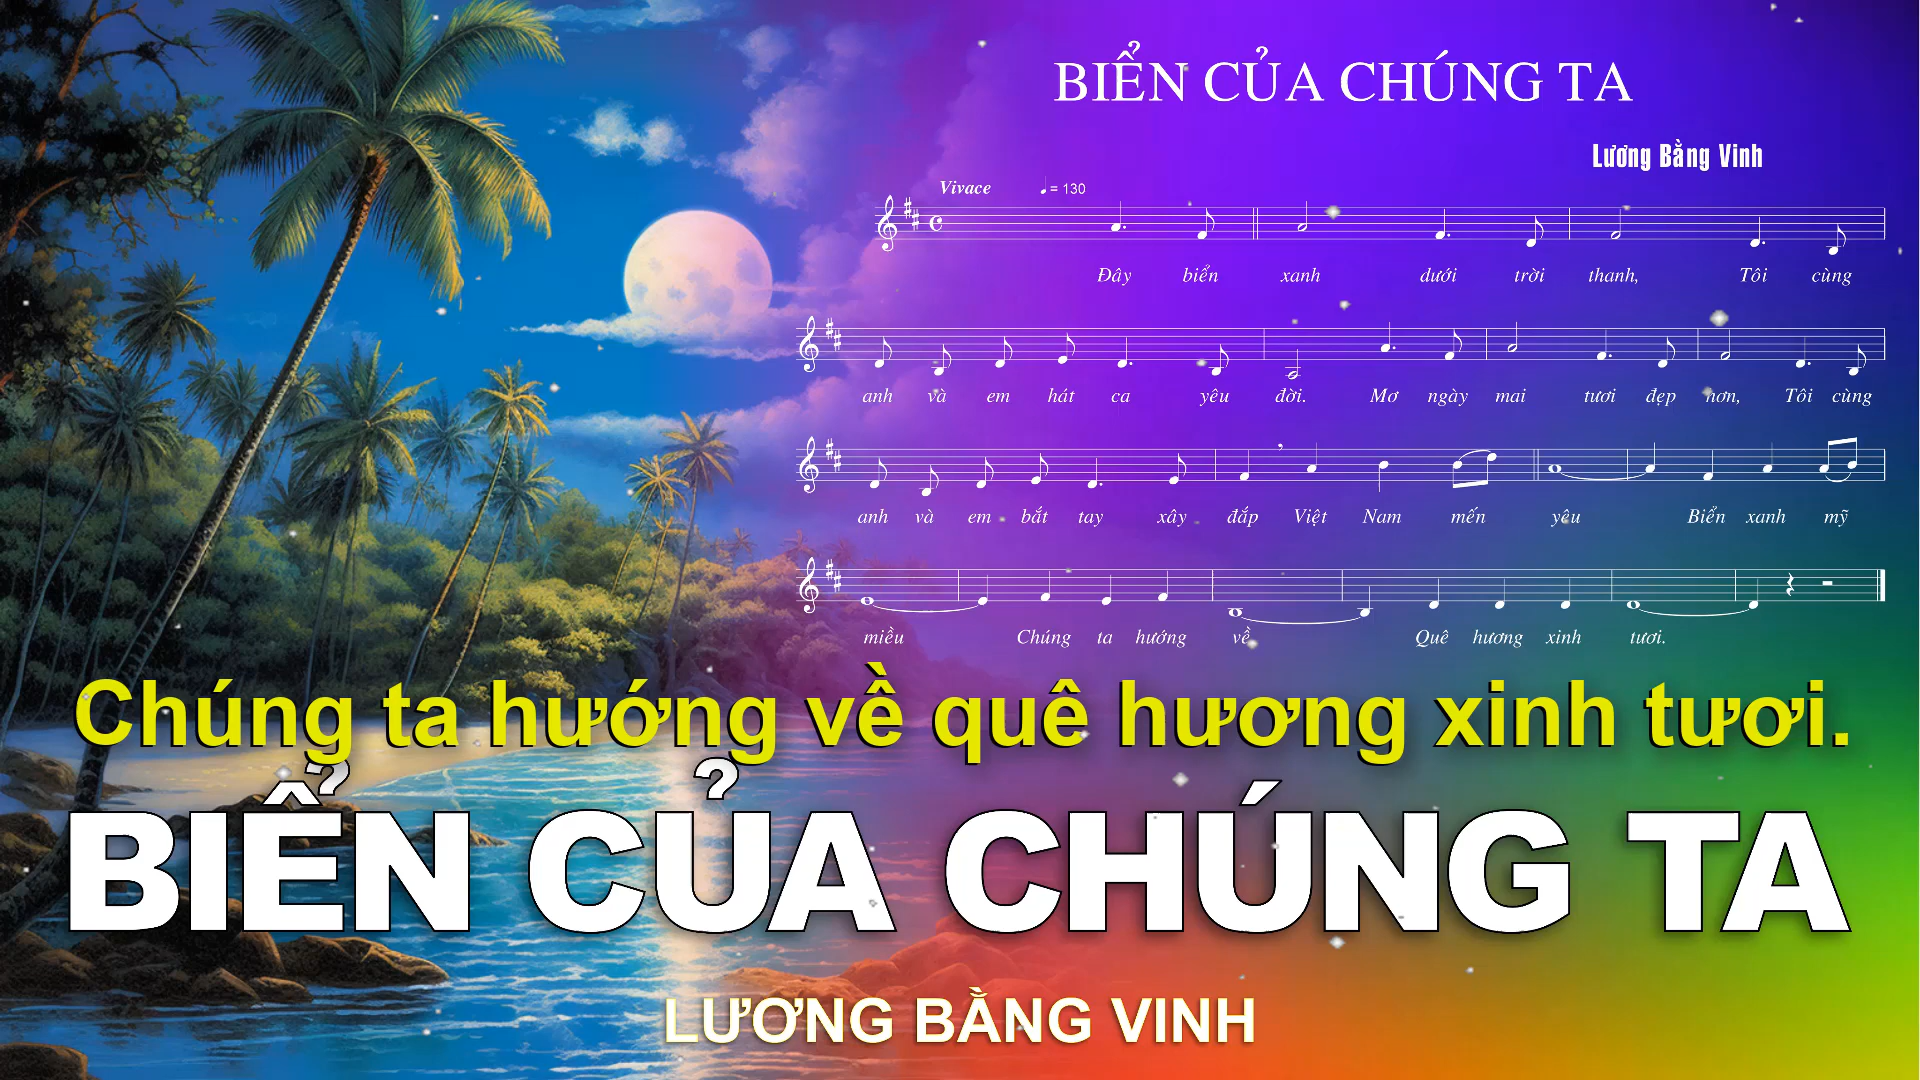 BIỂN CỦA CHÚNG TA
Lương Bằng Vinh
Vivace = 130
Đây biển xanh dưới trời thanh, Tôi cùng
anh và em hát ca yêu đời. Mơ ngày mai tươi đẹp hơn, Tôi cùng
anh và em bắt tay xây đắp Việt Nam mến yêu Biển xanh mỹ
miều Chúng ta hướng về Quê hương xinh tươi.
Chúng ta hướng về quê hương xinh tươi.
BIỂN CỦA CHÚNG TA
LƯƠNG BẰNG VINH